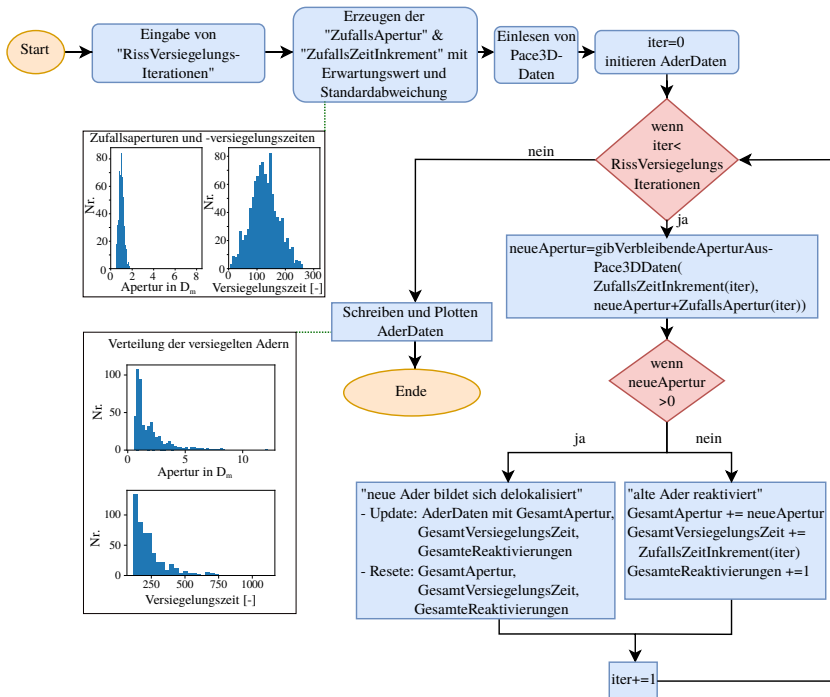 Start
Eingabe von
"RissVersiegelungs-
Iterationen"
Erzeugen der
"ZufallsApertur" &
"ZufallsZeitInkrement" mit
Erwartungswert und
Standardabweichung
Einlesen von
Pace3D-
Daten
iter=0
initieren AderDaten
wenn
iter<
RissVersiegelungs
Iterationen
nein
ja
Zufallsaperturen und -versiegelungszeiten
Nr.
80
60
40
20
0
0 2 4 6 8
Apertur in Dm
Nr.
80
60
40
20
0
0 100 200 300
Versiegelungszeit [-]
neueApertur=gibVerbleibendeAperturAus-
Pace3DDaten(
ZufallsZeitInkrement(iter),
neueApertur+ZufallsApertur(iter))
Schreiben und Plotten
AderDaten
Ende
Verteilung der versiegelten Adern
Nr.
100
50
0
0 5 10
Apertur in Dm
Nr.
100
50
0
250 500 750 1000
Versiegelungszeit [-]
wenn
neueApertur
>0
ja
nein
"neue Ader bildet sich delokalisiert"
- Update: AderDaten mit GesamtApertur,
GesamtVersiegelungsZeit,
GesamteReaktivierungen
- Resete: GesamtApertur,
GesamtVersiegelungsZeit,
GesamteReaktivierungen
"alte Ader reaktiviert"
GesamtApertur += neueApertur
GesamtVersiegelungsZeit +=
ZufallsZeitInkrement(iter)
GesamteReaktivierungen +=1
iter+=1